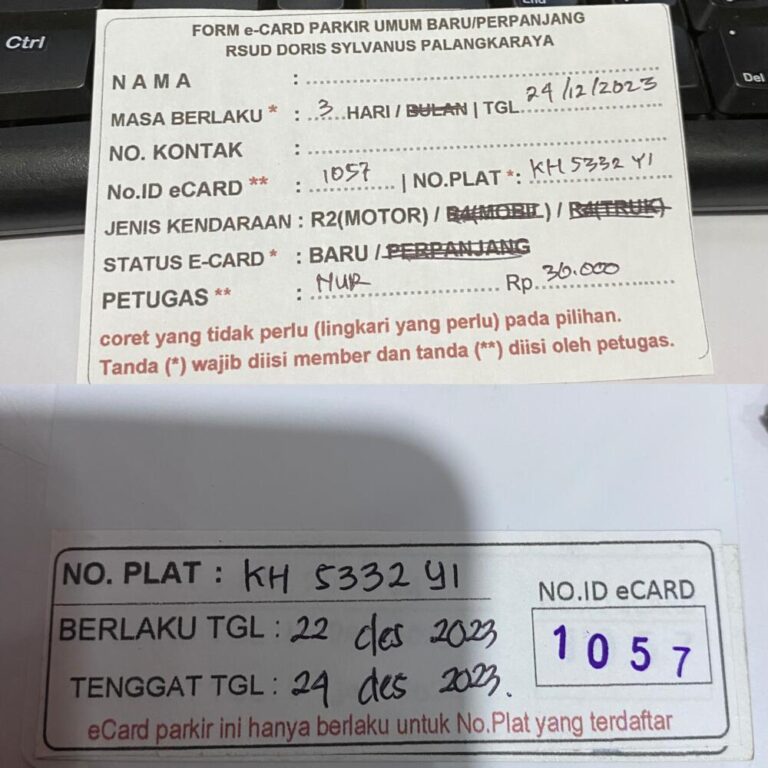 Ctrl
End
Del
FORM e-CARD PARKIR UMUM BARU/PERPANJANG
RSUD DORIS SYLVANUS PALANGKARAYA
NAMA :
MASA BERLAKU * : 3 HARI / BULAN | TGL 24/12/2023
NO. KONTAK :
No.ID eCARD ** : 1057 | NO.PLAT *: KH 5332 YI
JENIS KENDARAAN : R2(MOTOR) / R4(MOBIL) / R4(TRUK)
STATUS E-CARD * : BARU / PERPANJANG
PETUGAS ** : NUR Rp. 30.000
coret yang tidak perlu (lingkari yang perlu) pada pilihan.
Tanda (*) wajib diisi member dan tanda (**) diisi oleh petugas.
NO. PLAT : KH 5332 YI
NO.ID eCARD
BERLAKU TGL : 22 des 2023
1057
TENGGAT TGL : 24 des 2023.
eCard parkir ini hanya berlaku untuk No.Plat yang terdaftar